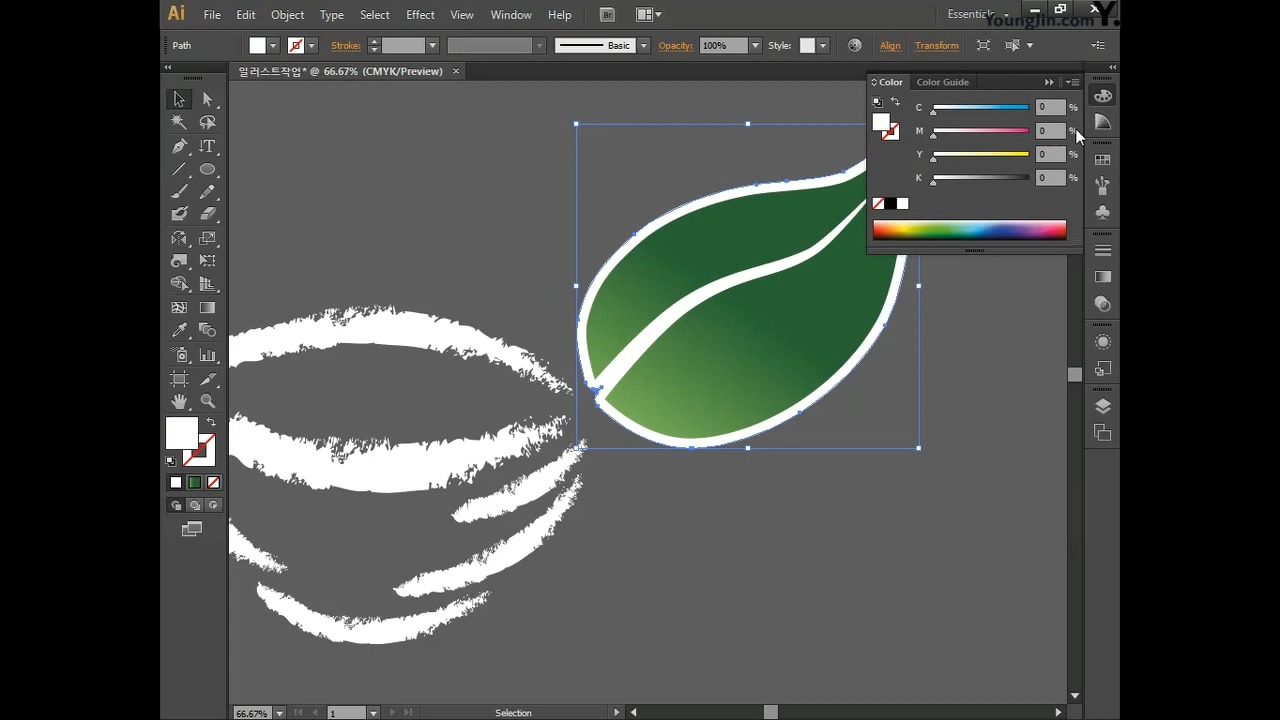 Ai File Edit Object Type Select Effect View Window Help Br Essentials
YoungJin.com Y.
Path Stroke: Basic Opacity: 100% Style: Align Transform
일러스트작업* @ 66.67% (CMYK/Preview) ×
Color Color Guide
C 0 %
M 0 %
Y 0 %
K 0 %
66.67% 1 Selection